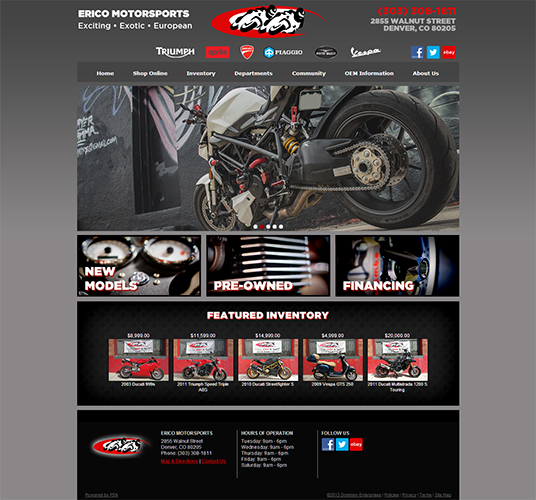 ERICO MOTORSPORTS
Exciting • Exotic • European
(303) 308-1811
2855 WALNUT STREET
DENVER, CO 80205
TRIUMPH
aprilia
DUCATI
PIAGGIO
MOTO GUZZI
Vespa
f
ebay
Home
Shop Online
Inventory
Departments
Community
OEM Information
About Us
NEW
MODELS
PRE-OWNED
FINANCING
FEATURED INVENTORY
$8,999.00
$11,599.00
$14,999.00
$4,999.00
$20,000.00
2003 Ducati 999s
2011 Triumph Speed Triple
ABS
2010 Ducati Streetfighter S
2009 Vespa GTS 250
2011 Ducati Multistrada 1200 S
Touring
ERICO MOTORSPORTS
2855 Walnut Street
Denver, CO 80205
Phone: (303) 308-1811
Map & Directions | Contact Us
HOURS OF OPERATION
Tuesday: 9am - 6pm
Wednesday: 9am - 6pm
Thursday: 9am - 6pm
Friday: 9am - 6pm
Saturday: 9am - 6pm
FOLLOW US
f
ebay
Powered by PSN
©2013 Dominion Enterprises | Policies | Privacy | Terms | Site Map